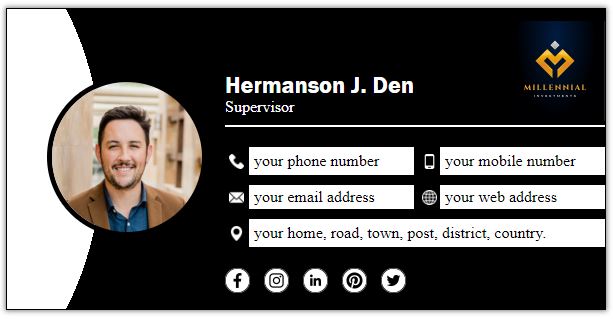 MILLENNIAL
INVESTMENTS
Hermanson J. Den
Supervisor
your phone number
your mobile number
your email address
your web address
your home, road, town, post, district, country.